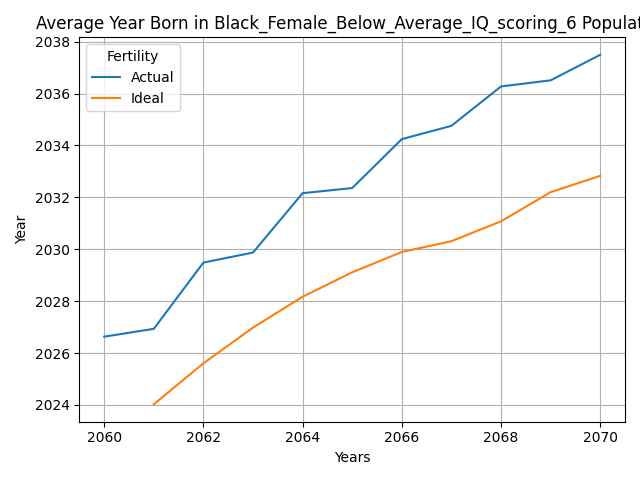 Average Year Born in Black_Female_Below_Average_IQ_scoring_6 Populat
2038
2036
2034
2032
2030
2028
2026
2024
Year
Fertility
Actual
Ideal
2060 2062 2064 2066 2068 2070
Years